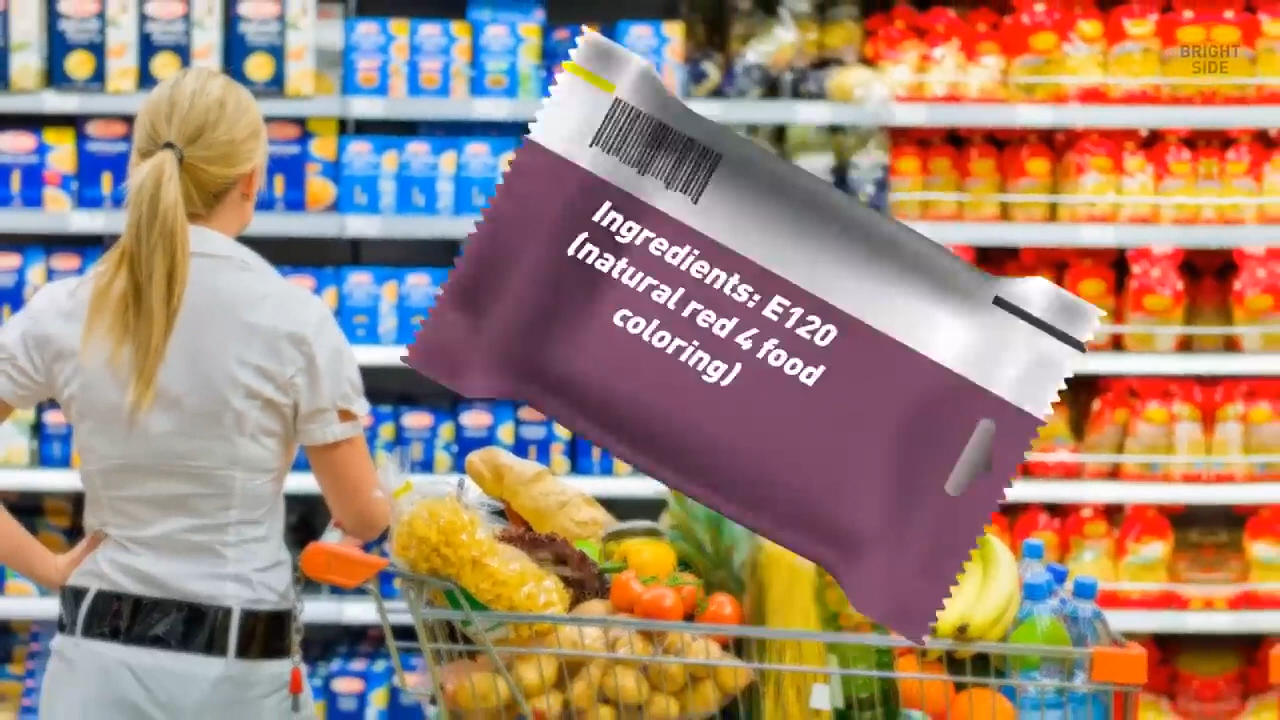 BRIGHT
SIDE
Ingredients: E120
(natural red 4 food
coloring)